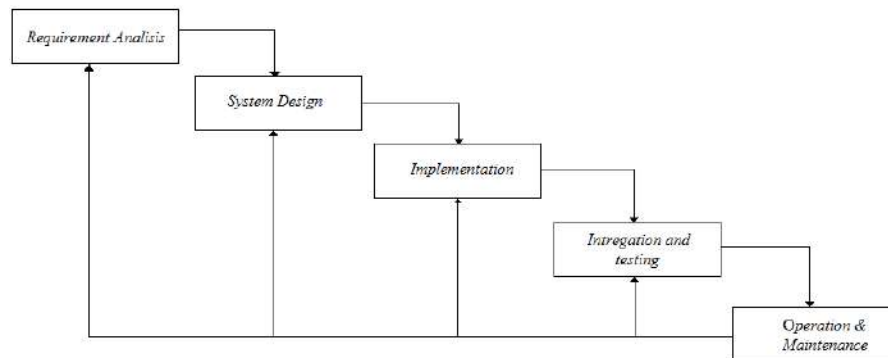 Requirement Analisis
System Design
Implementation
Intregation and
testing
Operation &
Maintenance